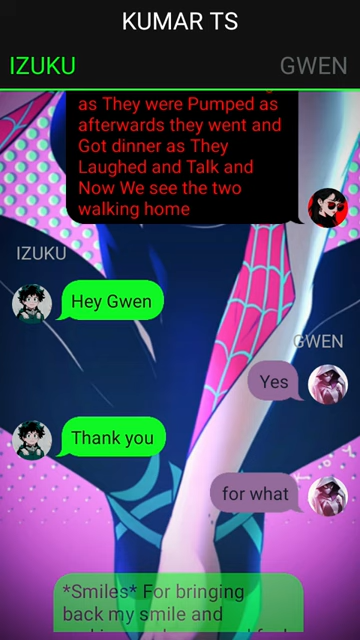 KUMAR TS
IZUKU GWEN
as They were Pumped as
afterwards they went and
Got dinner as They
Laughed and Talk and
Now We see the two
walking home
IZUKU
Hey Gwen
GWEN
Yes
Thank you
for what
*Smiles* For bringing
back my smile and